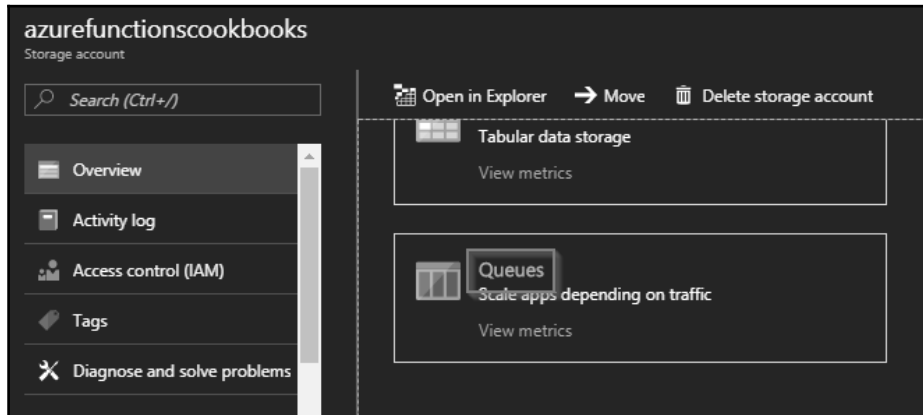 azurefunctionscookbooks
Storage account
Search (Ctrl+/)
Overview
Activity log
Access control (IAM)
Tags
Diagnose and solve problems
Open in Explorer Move Delete storage account
Tabular data storage
View metrics
Queues
Scale apps depending on traffic
View metrics